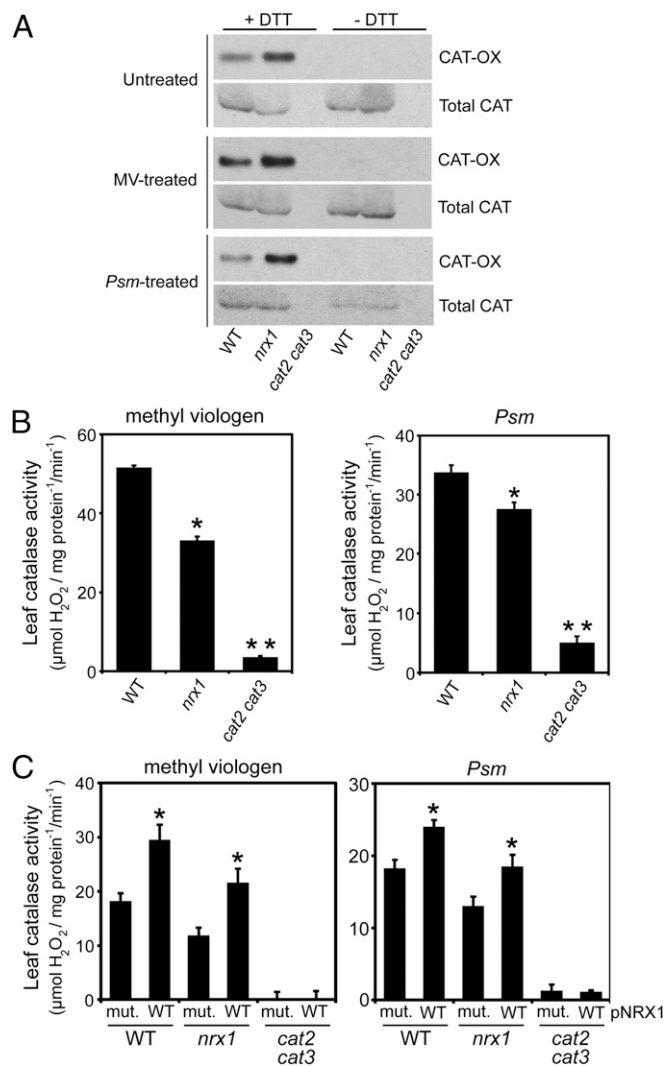 A
+ DTT - DTT
Untreated
CAT-OX
Total CAT
MV-treated
CAT-OX
Total CAT
Psm-treated
CAT-OX
Total CAT
WT nrx1 cat2 cat3 WT nrx1 cat2 cat3
B
methyl viologen
Leaf catalase activity
(µmol H₂O₂ / mg protein⁻¹/min⁻¹)
60
40
20
0
*
* *
WT nrx1 cat2 cat3
Psm
Leaf catalase activity
(µmol H₂O₂ / mg protein⁻¹/min⁻¹)
40
30
20
10
0
*
* *
WT nrx1 cat2 cat3
C
methyl viologen
Leaf catalase activity
(µmol H₂O₂ / mg protein⁻¹/min⁻¹)
40
30
20
10
0
* *
mut. WT mut. WT mut. WT
WT nrx1 cat2
cat3
Psm
30
20
10
0
* *
mut. WT mut. WT mut. WT pNRX1
WT nrx1 cat2
cat3